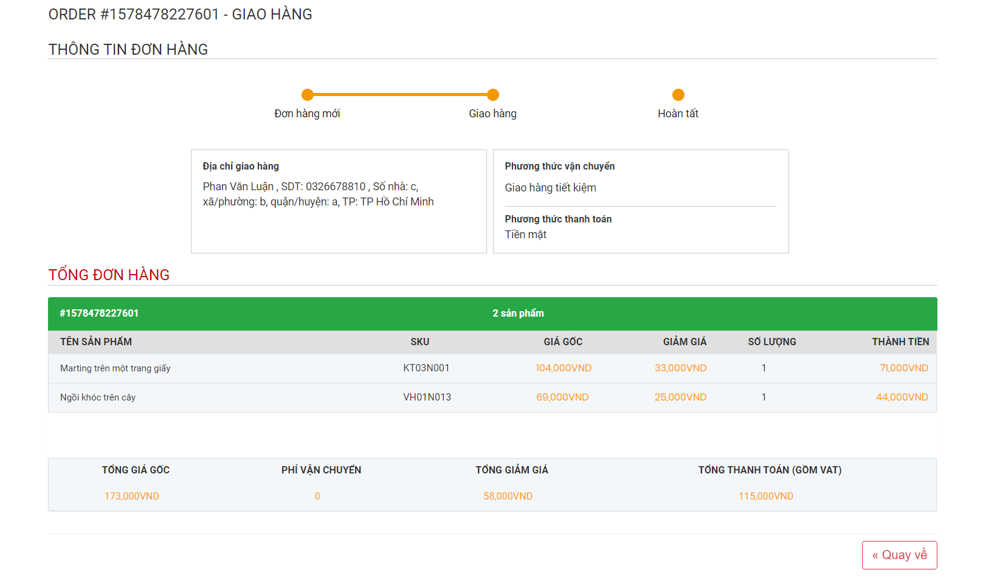 ORDER #1578478227601 - GIAO HÀNG
THÔNG TIN ĐƠN HÀNG
Đơn hàng mới
Giao hàng
Hoàn tất
Địa chỉ giao hàng
Phan Văn Luận , SDT: 0326678810 , Số nhà: c,
xã/phường: b, quận/huyện: a, TP: TP Hồ Chí Minh
Phương thức vận chuyển
Giao hàng tiết kiệm
Phương thức thanh toán
Tiền mặt
TỔNG ĐƠN HÀNG
#1578478227601 2 sản phẩm
TÊN SẢN PHẨM SKU GIÁ GỐC GIẢM GIÁ SỐ LƯỢNG THÀNH TIỀN
Marting trên một trang giấy KT03N001 104,000VND 33,000VND 1 71,000VND
Ngồi khóc trên cây VH01N013 69,000VND 25,000VND 1 44,000VND
TỔNG GIÁ GỐC PHÍ VẬN CHUYỂN TỔNG GIẢM GIÁ TỔNG THANH TOÁN (GỒM VAT)
173,000VND 0 58,000VND 115,000VND
« Quay về